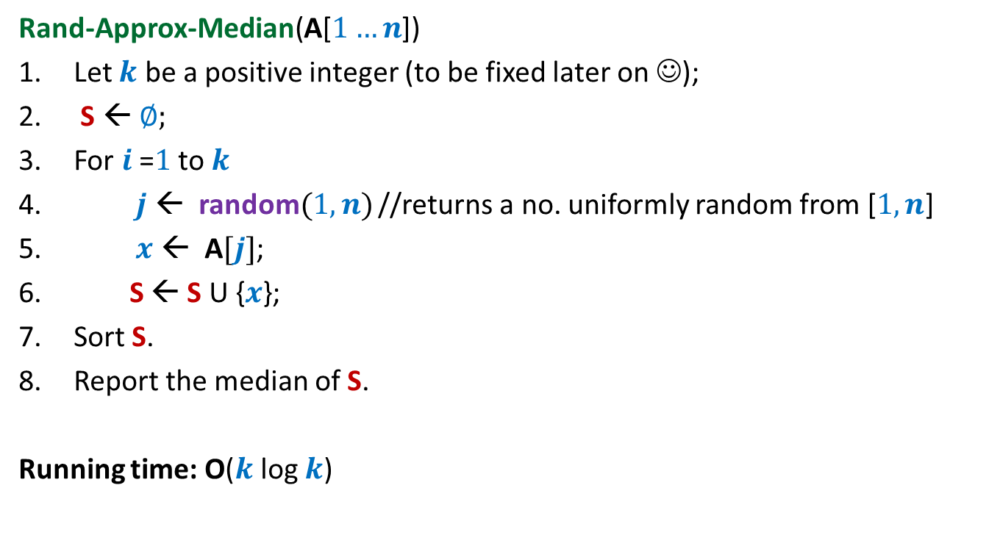 Rand-Approx-Median(A[1 … n])
1. Let k be a positive integer (to be fixed later on ☺);
2. S ← ∅;
3. For i =1 to k
4. j ← random(1, n) //returns a no. uniformly random from [1, n]
5. x ← A[j];
6. S ← S U {x};
7. Sort S.
8. Report the median of S.
Running time: O(k log k)